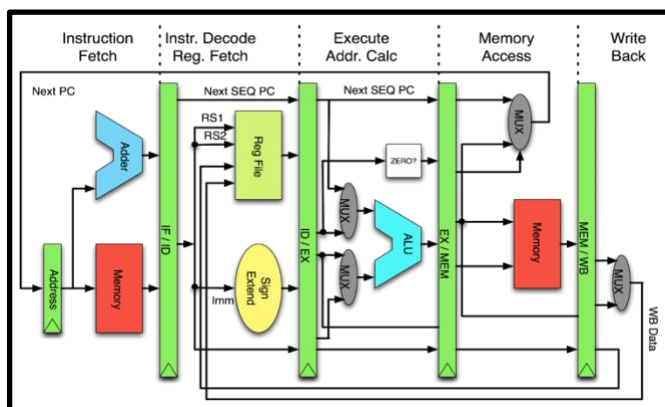 Instruction
Fetch
Instr. Decode
Reg. Fetch
Execute
Addr. Calc
Memory
Access
Write
Back
Next PC
Next SEQ PC
Next SEQ PC
RS1
RS2
Reg File
Adder
ZERO?
MUX
MUX
MUX
MUX
ALU
IF / ID
ID / EX
EX / MEM
MEM / WB
Address
Memory
Memory
Sign
Extend
Imm
WB Data